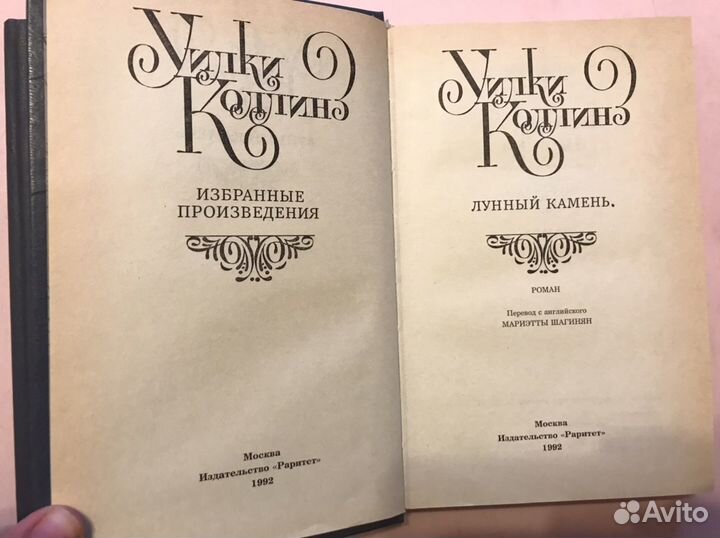 Уилки
Коллинз
ИЗБРАННЫЕ
ПРОИЗВЕДЕНИЯ
Москва
Издательство «Раритет»
1992
Уилки
Коллинз
ЛУННЫЙ КАМЕНЬ.
РОМАН
Перевод с английского
МАРИЭТТЫ ШАГИНЯН
Москва
Издательство «Раритет»
1992
Avito